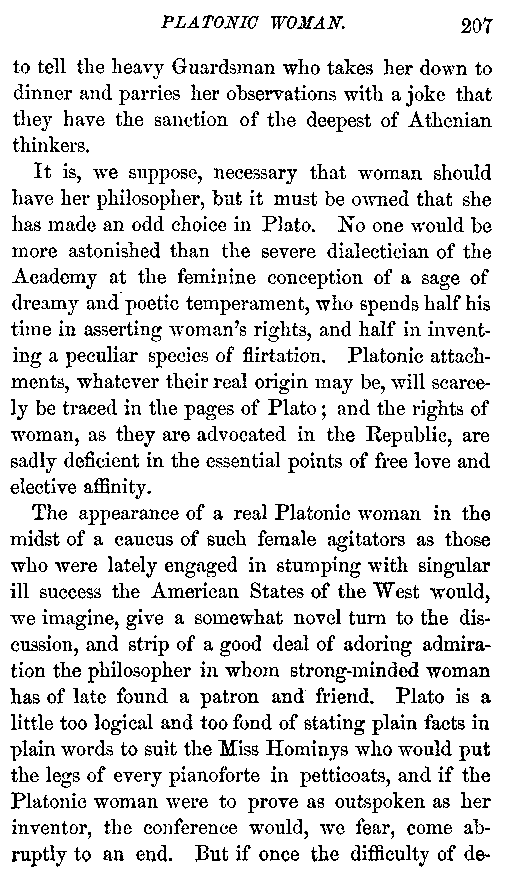 PLATONIC WOMAN. 207
to tell the heavy Guardsman who takes her down to
dinner and parries her observations with a joke that
they have the sanction of the deepest of Athenian
thinkers.
It is, we suppose, necessary that woman should
have her philosopher, but it must be owned that she
has made an odd choice in Plato. No one would be
more astonished than the severe dialectician of the
Academy at the feminine conception of a sage of
dreamy and poetic temperament, who spends half his
time in asserting woman's rights, and half in invent-
ing a peculiar species of flirtation. Platonic attach-
ments, whatever their real origin may be, will scarce-
ly be traced in the pages of Plato; and the rights of
woman, as they are advocated in the Republic, are
sadly deficient in the essential points of free love and
elective affinity.
The appearance of a real Platonic woman in the
midst of a caucus of such female agitators as those
who were lately engaged in stumping with singular
ill success the American States of the West would,
we imagine, give a somewhat novel turn to the dis-
cussion, and strip of a good deal of adoring admira-
tion the philosopher in whom strong-minded woman
has of late found a patron and friend. Plato is a
little too logical and too fond of stating plain facts in
plain words to suit the Miss Hominys who would put
the legs of every pianoforte in petticoats, and if the
Platonic woman were to prove as outspoken as her
inventor, the conference would, we fear, come ab-
ruptly to an end. But if once the difficulty of de-